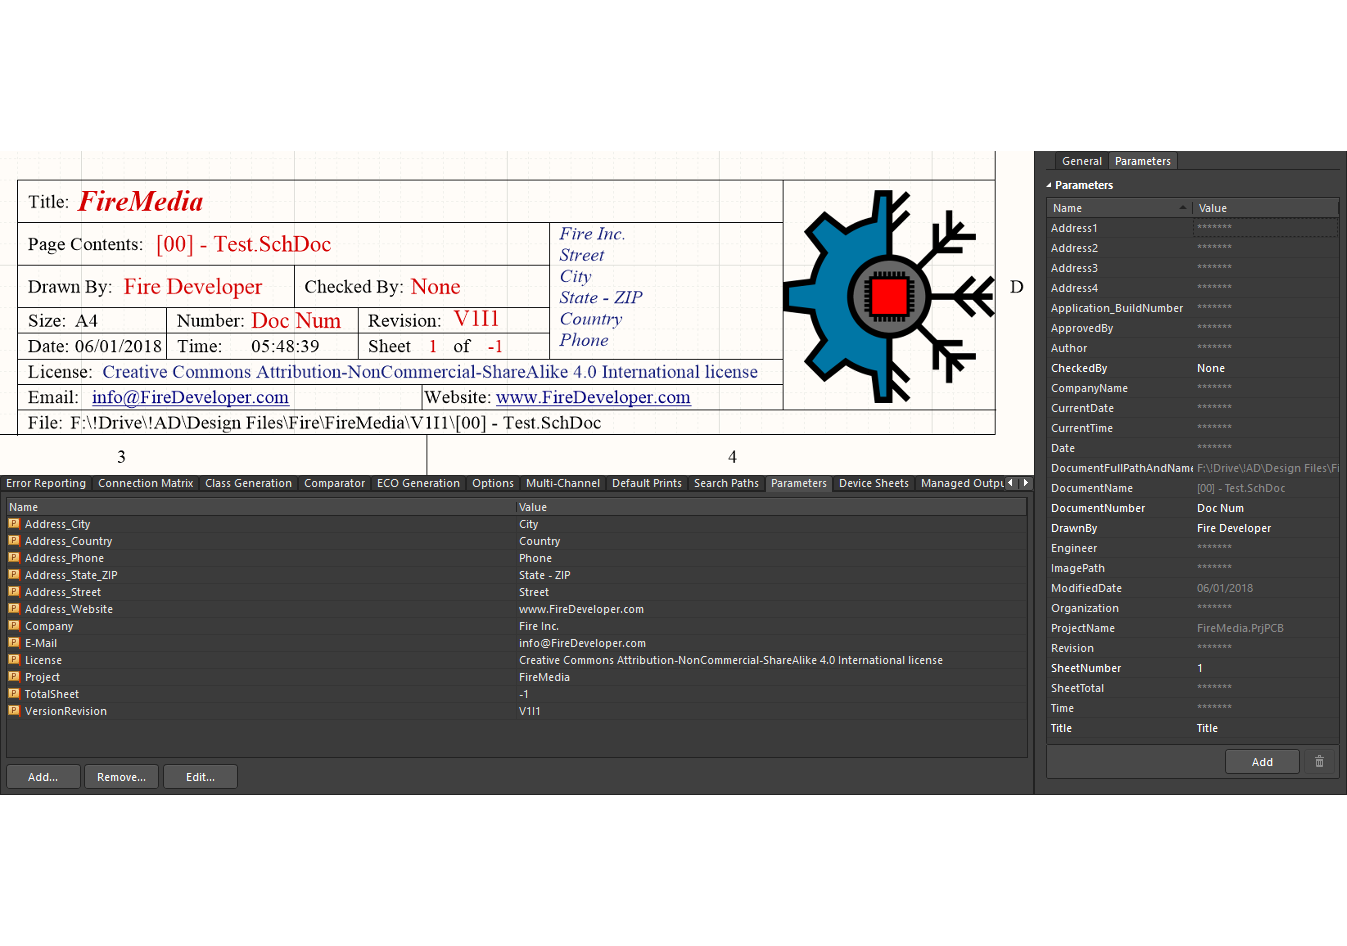 Title: FireMedia
Page Contents: [00] - Test.SchDoc
Drawn By: Fire Developer Checked By: None
Fire Inc.
Street
City
State - ZIP
Country
Phone
Size: A4 Number: Doc Num Revision: V1I1
Date: 06/01/2018 Time: 05:48:39 Sheet 1 of -1
License: Creative Commons Attribution-NonCommercial-ShareAlike 4.0 International license
Email: info@FireDeveloper.com Website: www.FireDeveloper.com
File: F:\!Drive\!AD\Design Files\Fire\FireMedia\V1I1\[00] - Test.SchDoc
D
3 4
Error Reporting Connection Matrix Class Generation Comparator ECO Generation Options Multi-Channel Default Prints Search Paths Parameters Device Sheets Managed Outpu
Name Value
P Address_City City
P Address_Country Country
P Address_Phone Phone
P Address_State_ZIP State - ZIP
P Address_Street Street
P Address_Website www.FireDeveloper.com
P Company Fire Inc.
P E-Mail info@FireDeveloper.com
P License Creative Commons Attribution-NonCommercial-ShareAlike 4.0 International license
P Project FireMedia
P TotalSheet -1
P VersionRevision V1I1
Add... Remove... Edit...
General Parameters
Parameters
Name Value
Address1 *******
Address2 *******
Address3 *******
Address4 *******
Application_BuildNumber *******
ApprovedBy *******
Author *******
CheckedBy None
CompanyName *******
CurrentDate *******
CurrentTime *******
Date *******
DocumentFullPathAndName F:\!Drive\!AD\Design Files\Fi
DocumentName [00] - Test.SchDoc
DocumentNumber Doc Num
DrawnBy Fire Developer
Engineer *******
ImagePath *******
ModifiedDate 06/01/2018
Organization *******
ProjectName FireMedia.PrjPCB
Revision *******
SheetNumber 1
SheetTotal *******
Time *******
Title Title
Add